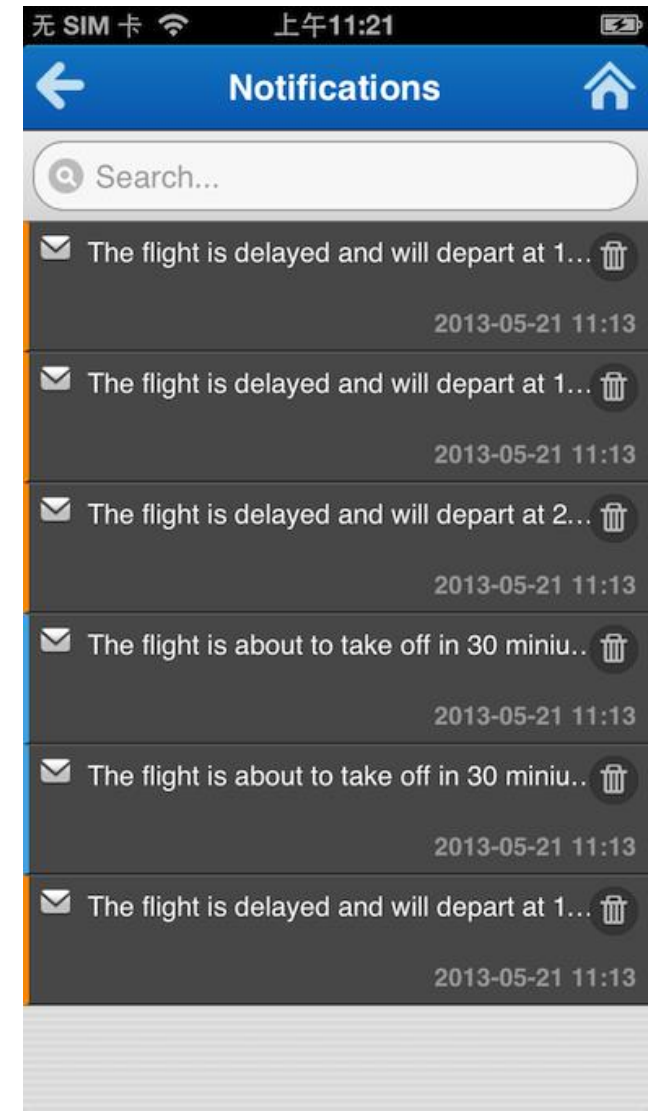 无 SIM 卡 上午11:21
Notifications
Search...
The flight is delayed and will depart at 1...
2013-05-21 11:13
The flight is delayed and will depart at 1...
2013-05-21 11:13
The flight is delayed and will depart at 2...
2013-05-21 11:13
The flight is about to take off in 30 miniu..
2013-05-21 11:13
The flight is about to take off in 30 miniu..
2013-05-21 11:13
The flight is delayed and will depart at 1...
2013-05-21 11:13